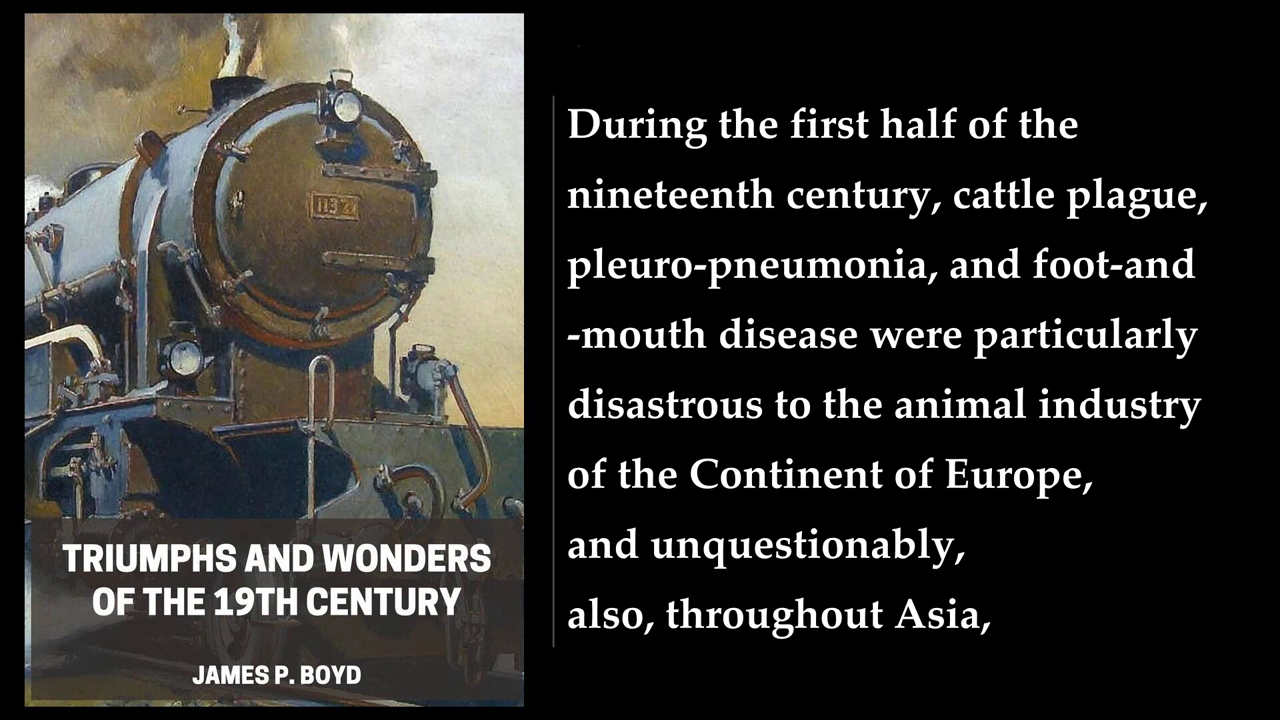 TRIUMPHS AND WONDERS
OF THE 19TH CENTURY
JAMES P. BOYD
During the first half of the
nineteenth century, cattle plague,
pleuro-pneumonia, and foot-and
-mouth disease were particularly
disastrous to the animal industry
of the Continent of Europe,
and unquestionably,
also, throughout Asia,